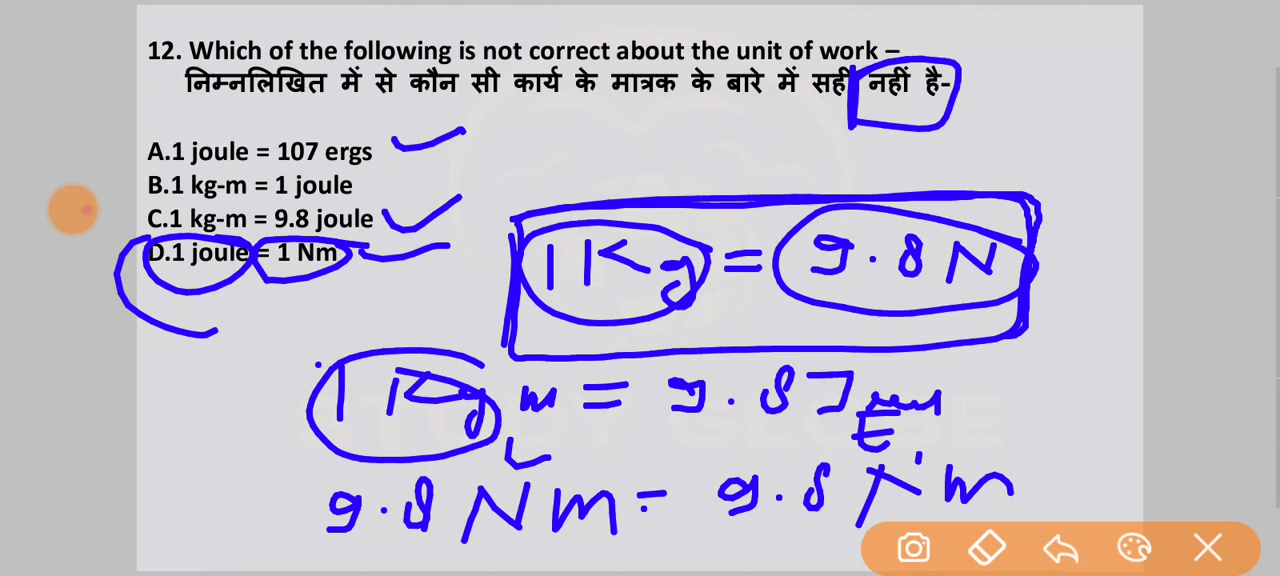 12. Which of the following is not correct about the unit of work –
निम्नलिखित में से कौन सी कार्य के मात्रक के बारे में सही नहीं है-
A.1 joule = 107 ergs
B.1 kg-m = 1 joule
C.1 kg-m = 9.8 joule
D.1 joule = 1 Nm
1 Kg = 9.8 N
1 Kg m = 9.8 J
9.8 Nm = 9.8 N m